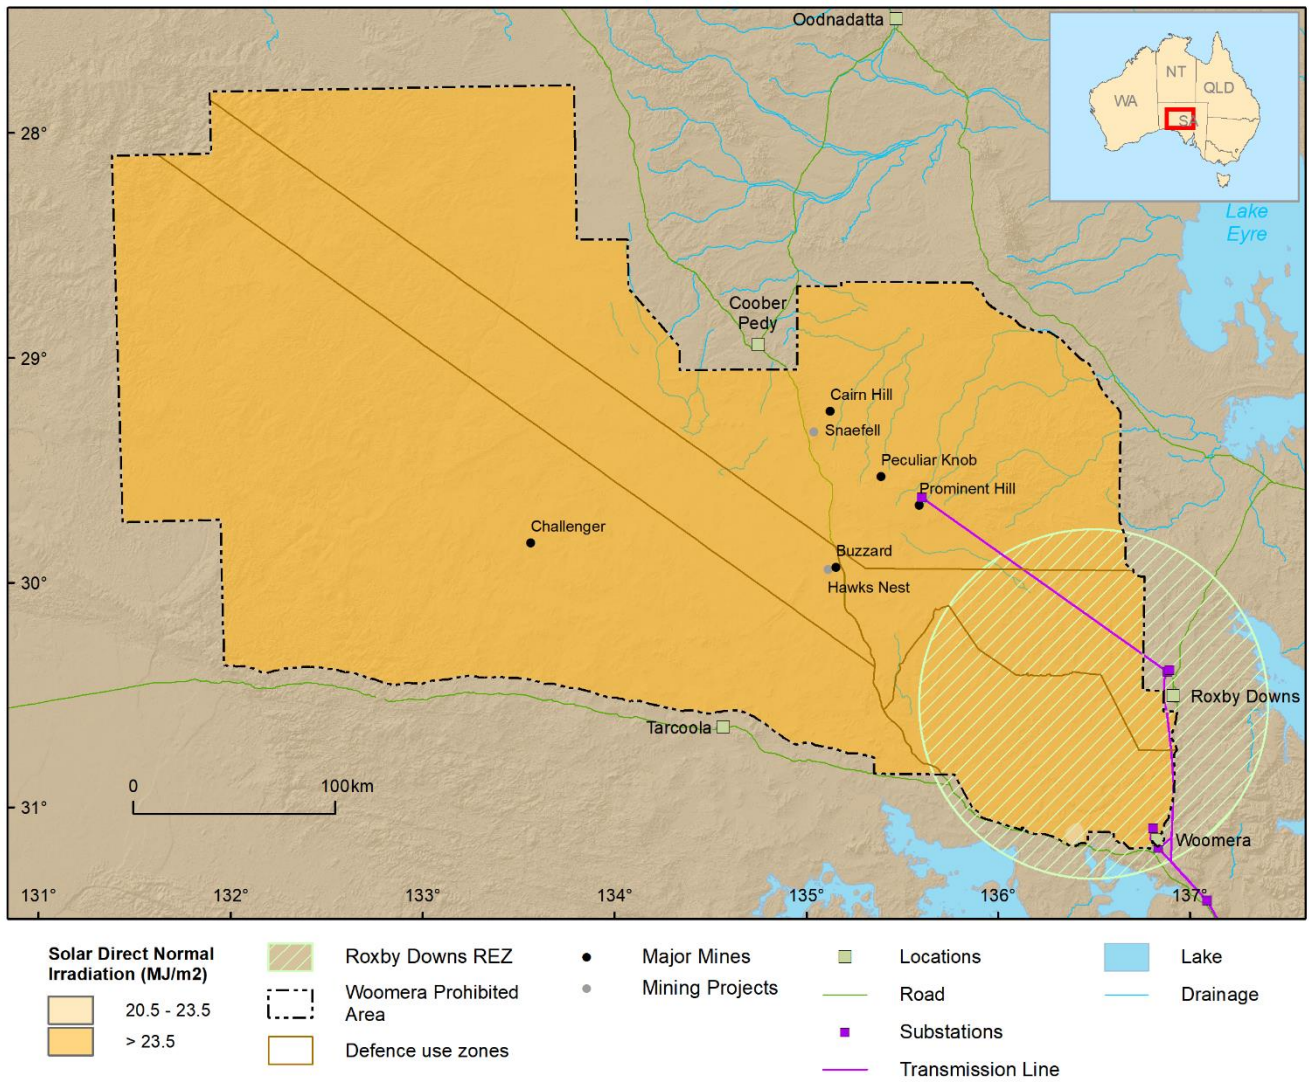 Oodnadatta
NT
WA
QLD
SA
Lake
Eyre
28°
Coober
Pedy
29°
Cairn Hill
Snaefell
Peculiar Knob
Prominent Hill
Challenger
Buzzard
30°
Hawks Nest
Roxby Downs
Tarcoola
0 100km
31°
Woomera
131° 132° 133° 134° 135° 136° 137°
Solar Direct Normal
Irradiation (MJ/m2)
20.5 - 23.5
> 23.5
Roxby Downs REZ
Woomera Prohibited
Area
Defence use zones
Major Mines
Mining Projects
Locations
Road
Substations
Transmission Line
Lake
Drainage